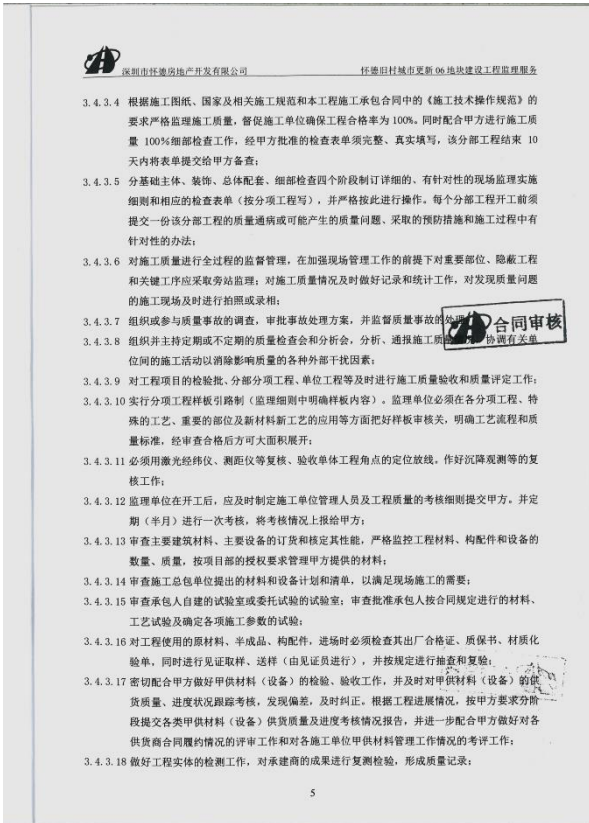 深圳市怀德房地产开发有限公司 怀德旧村城市更新 06 地块建设工程监理服务
3.4.3.4 根据施工图纸、国家及相关施工规范和本工程施工承包合同中的《施工技术操作规范》的
要求严格监理施工质量，督促施工单位确保工程合格率为 100%。同时配合甲方进行施工质
量 100%细部检查工作，经甲方批准的检查表单须完整、真实填写，该分部工程结束 10
天内将表单提交给甲方备查；
3.4.3.5 分基础主体、装饰、总体配套、细部检查四个阶段制订详细的、有针对性的现场监理实施
细则和相应的检查表单（按分项工程写），并严格按此进行操作。每个分部工程开工前须
提交一份该分部工程的质量通病或可能产生的质量问题、采取的预防措施和施工过程中有
针对性的办法；
3.4.3.6 对施工质量进行全过程的监督管理，在加强现场管理工作的前提下对重要部位、隐蔽工程
和关键工序应采取旁站监理；对施工质量情况及时做好记录和统计工作，对发现质量问题
的施工现场及时进行拍照或录相；
3.4.3.7 组织或参与质量事故的调查，审批事故处理方案，并监督质量事故的处理
合同审核
3.4.3.8 组织并主持定期或不定期的质量检查会和分析会，分析、通报施工质 协调有关单
位间的施工活动以消除影响质量的各种外部干扰因素；
3.4.3.9 对工程项目的检验批、分部分项工程、单位工程等及时进行施工质量验收和质量评定工作；
3.4.3.10 实行分项工程样板引路制（监理细则中明确样板内容）。监理单位必须在各分项工程、特
殊的工艺、重要的部位及新材料新工艺的应用等方面把好样板审核关，明确工艺流程和质
量标准，经审查合格后方可大面积展开；
3.4.3.11 必须用激光经纬仪、测距仪等复核、验收单体工程角点的定位放线。作好沉降观测等的复
核工作；
3.4.3.12 监理单位在开工后，应及时制定施工单位管理人员及工程质量的考核细则提交甲方。并定
期（半月）进行一次考核，将考核情况上报给甲方；
3.4.3.13 审查主要建筑材料、主要设备的订货和核定其性能，严格监控工程材料、构配件和设备的
数量、质量，按项目部的授权要求管理甲方提供的材料；
3.4.3.14 审查施工总包单位提出的材料和设备计划和清单，以满足现场施工的需要；
3.4.3.15 审查承包人自建的试验室或委托试验的试验室；审查批准承包人按合同规定进行的材料、
工艺试验及确定各项施工参数的试验；
3.4.3.16 对工程使用的原材料、半成品、构配件，进场时必须检查其出厂合格证、质保书、材质化
验单，同时进行见证取样、送样（由见证员进行），并按规定进行抽查和复验；
3.4.3.17 密切配合甲方做好甲供材料（设备）的检验、验收工作，并及时对甲供材料（设备）的供
货质量、进度状况跟踪考核，发现偏差，及时纠正。根据工程进展情况，按甲方要求分阶
段提交各类甲供材料（设备）供货质量及进度考核情况报告，并进一步配合甲方做好对各
供货商合同履约情况的评审工作和对各施工单位甲供材料管理工作情况的考评工作；
3.4.3.18 做好工程实体的检测工作，对承建商的成果进行复测检验，形成质量记录；
5